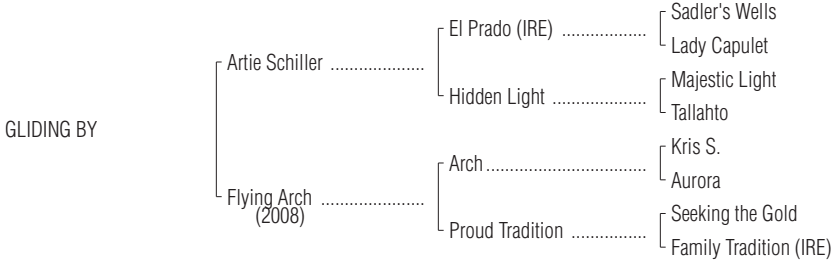 GLIDING BY
Artie Schiller ....................
El Prado (IRE) ..................
Sadler's Wells
Lady Capulet
Hidden Light ....................
Majestic Light
Tallaht​o
Flying Arch ......................
(2008)
Arch..................................
Kris S.
Aurora
Proud Tradition ................
Seeking the Gold
Family Tradition (IRE)